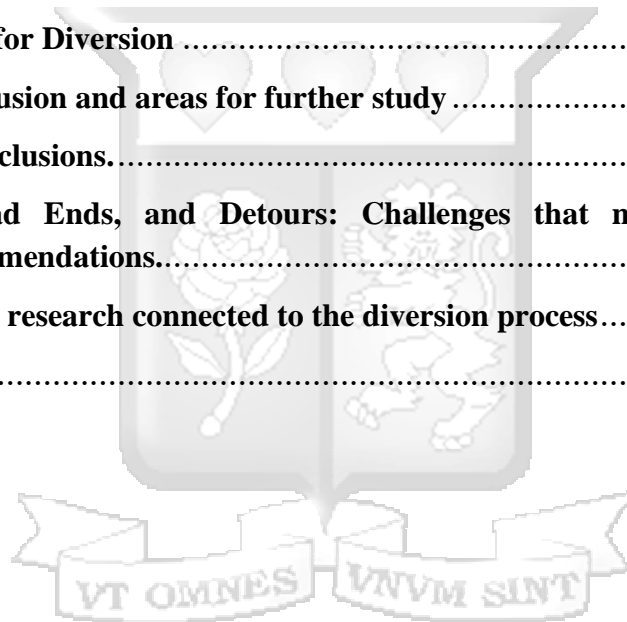 for Diversion ..........................................................
usion and areas for further study ....................
clusions. ...............................................................
ad Ends, and Detours: Challenges that m
mendations. .........................................................
research connected to the diversion process ...
...............................................................................
VT OMNES VNVM SINT